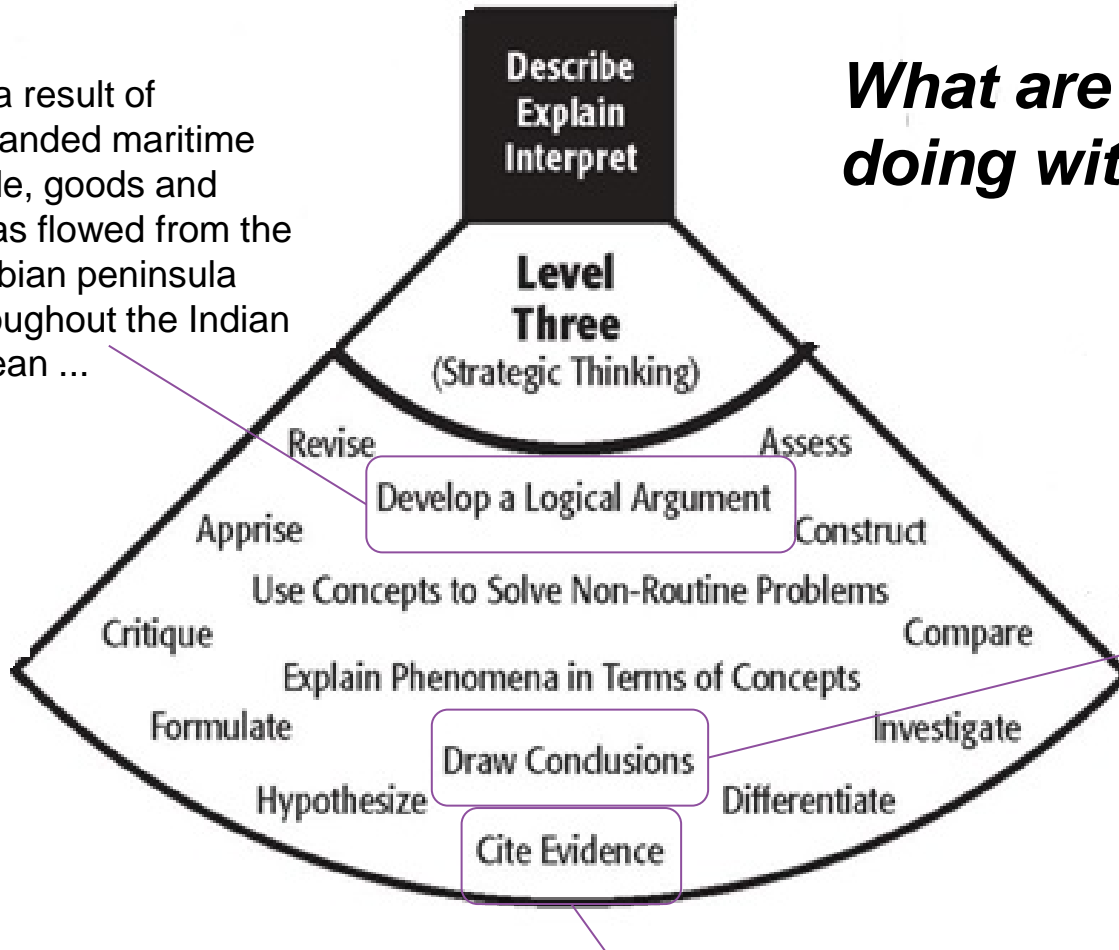 a result of
anded maritime
le, goods and
as flowed from the
bian peninsula
oughout the Indian
ean ...
Describe
Explain
Interpret
What are
doing wit
Level
Three
(Strategic Thinking)
Revise
Assess
Develop a Logical Argument
Apprise
Construct
Use Concepts to Solve Non-Routine Problems
Critique
Compare
Explain Phenomena in Terms of Concepts
Formulate
Investigate
Draw Conclusions
Hypothesize
Differentiate
Cite Evidence